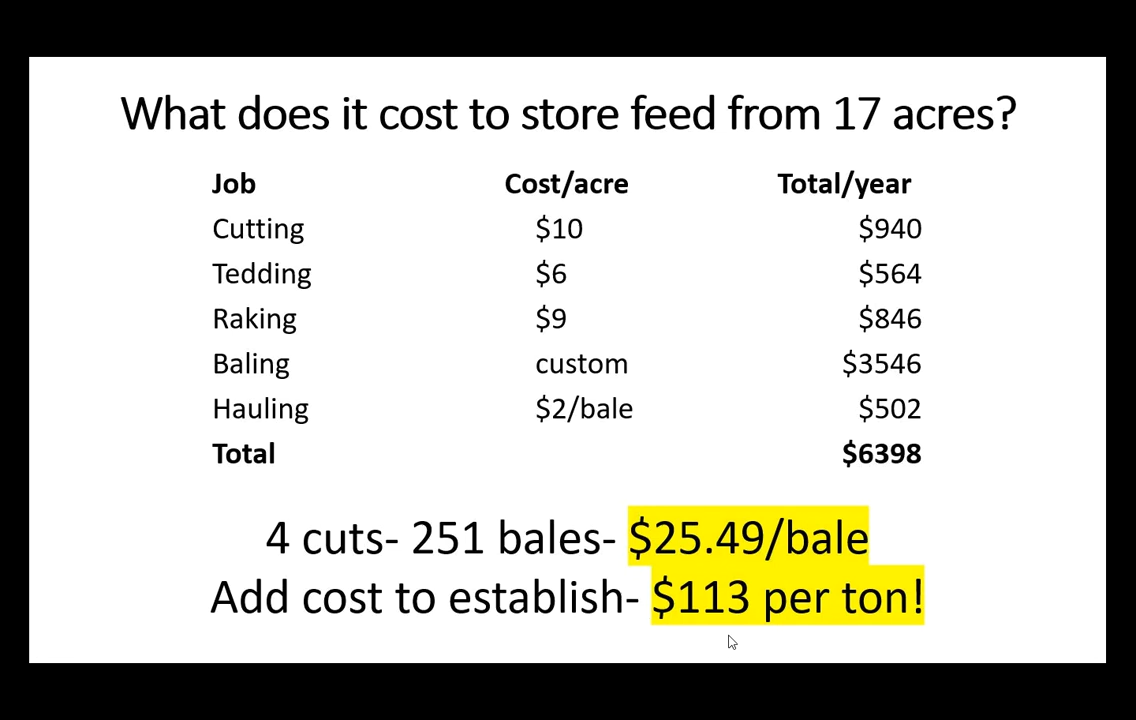 What does it cost to store feed from 17 acres?
Job Cost/acre Total/year
Cutting $10 $940
Tedding $6 $564
Raking $9 $846
Baling custom $3546
Hauling $2/bale $502
Total $6398
4 cuts- 251 bales- $25.49/bale
Add cost to establish- $113 per ton!